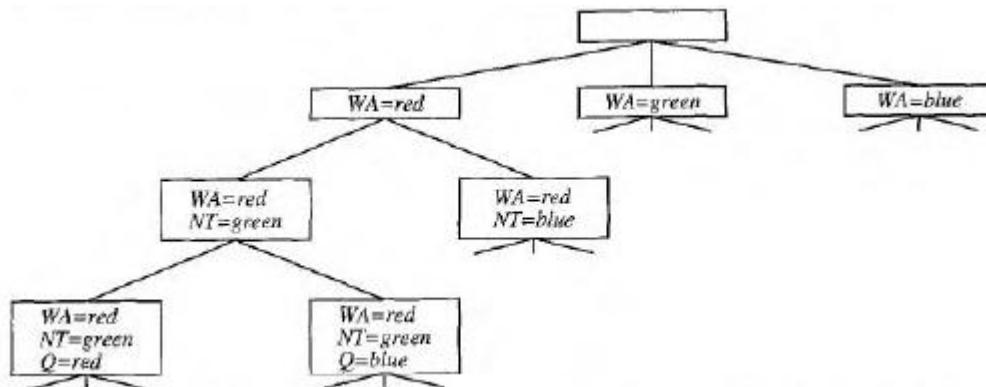 WA=red
WA=green
WA=blue
WA=red
NT=green
WA=red
NT=blue
WA=red
NT=green
Q=red
WA=red
NT=green
Q=blue